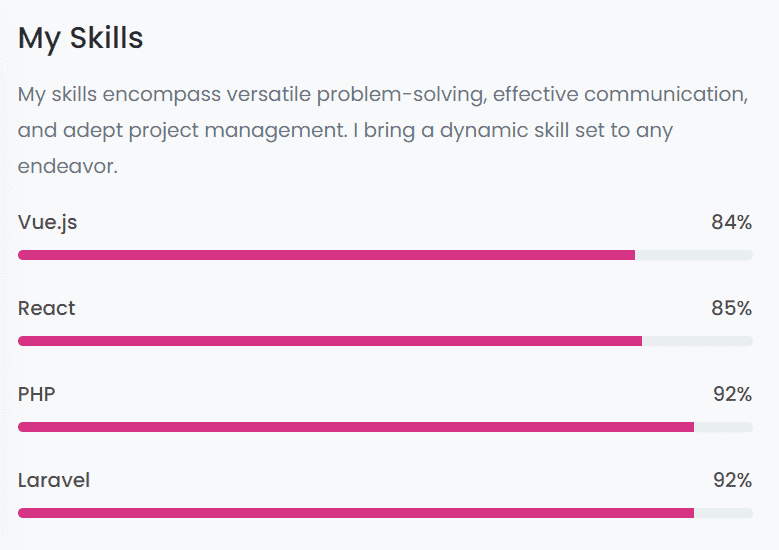 My Skills
My skills encompass versatile problem-solving, effective communication,
and adept project management. I bring a dynamic skill set to any
endeavor.
Vue.js 84%
React 85%
PHP 92%
Laravel 92%